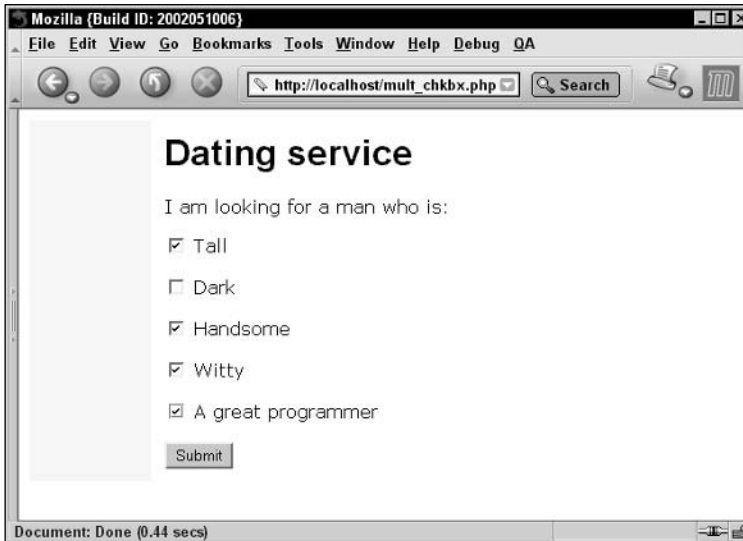 Mozilla {Build ID: 2002051006}
File Edit View Go Bookmarks Tools Window Help Debug QA
http://localhost/mult_chkbx.php Search
Dating service
I am looking for a man who is:
Tall
Dark
Handsome
Witty
A great programmer
Submit
Document: Done (0.44 secs)